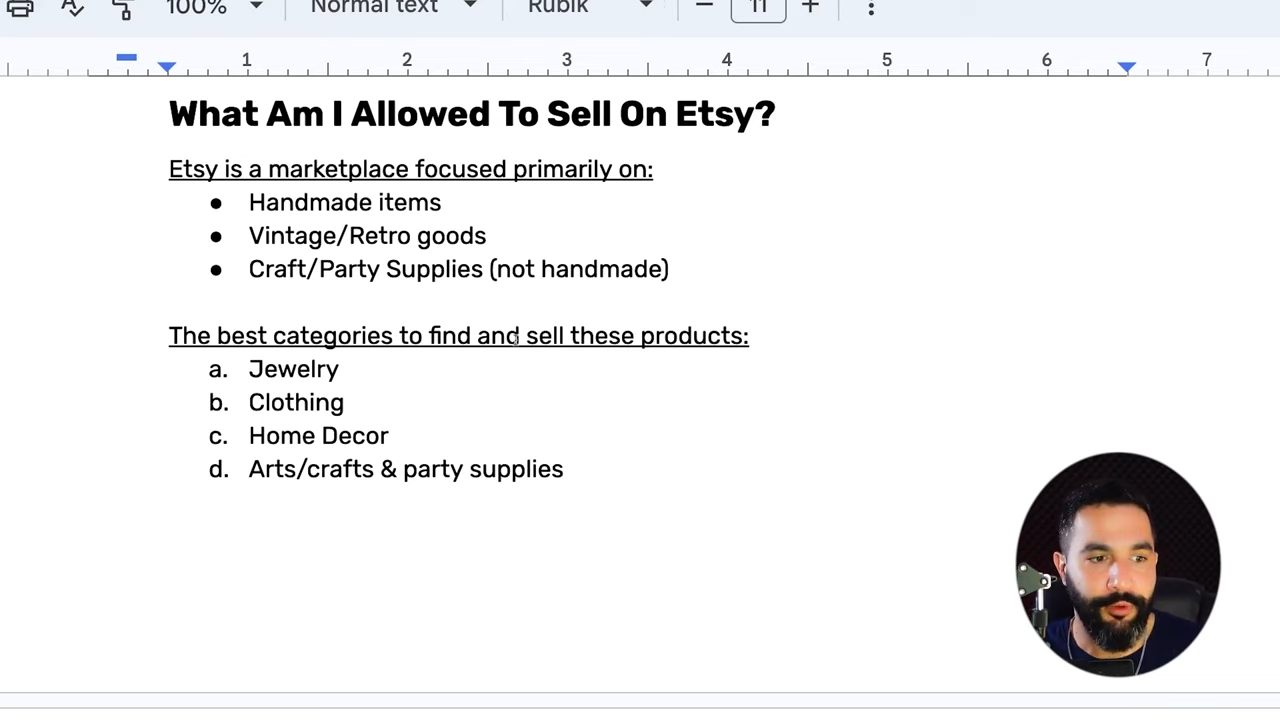 100% Normal text Rubik 11
1 2 3 4 5 6 7
What Am I Allowed To Sell On Etsy?
Etsy is a marketplace focused primarily on:
● Handmade items
● Vintage/Retro goods
● Craft/Party Supplies (not handmade)
The best categories to find and sell these products:
a. Jewelry
b. Clothing
c. Home Decor
d. Arts/crafts & party supplies